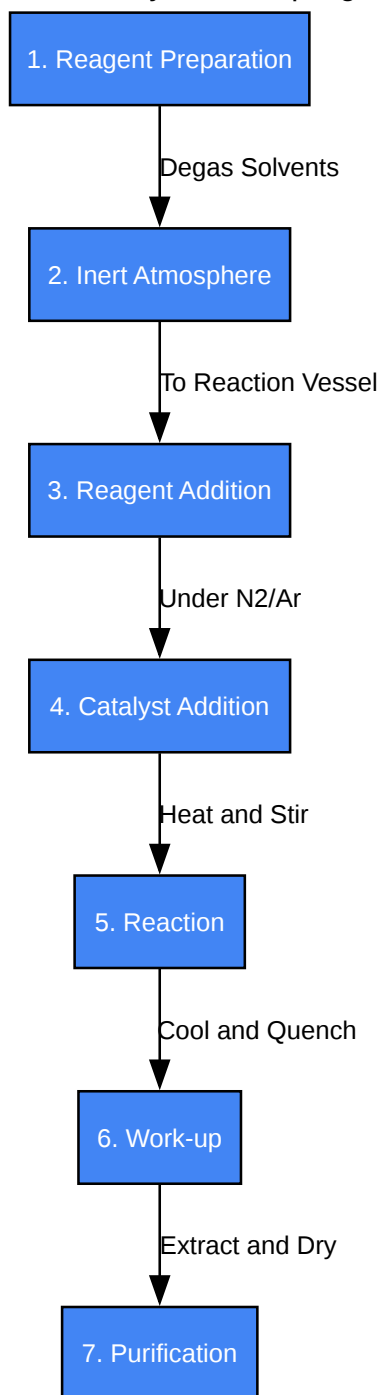 1. Reagent Preparation
Degas Solvents
2. Inert Atmosphere
To Reaction Vessel
3. Reagent Addition
Under N2/Ar
4. Catalyst Addition
Heat and Stir
5. Reaction
Cool and Quench
6. Work-up
Extract and Dry
7. Purification